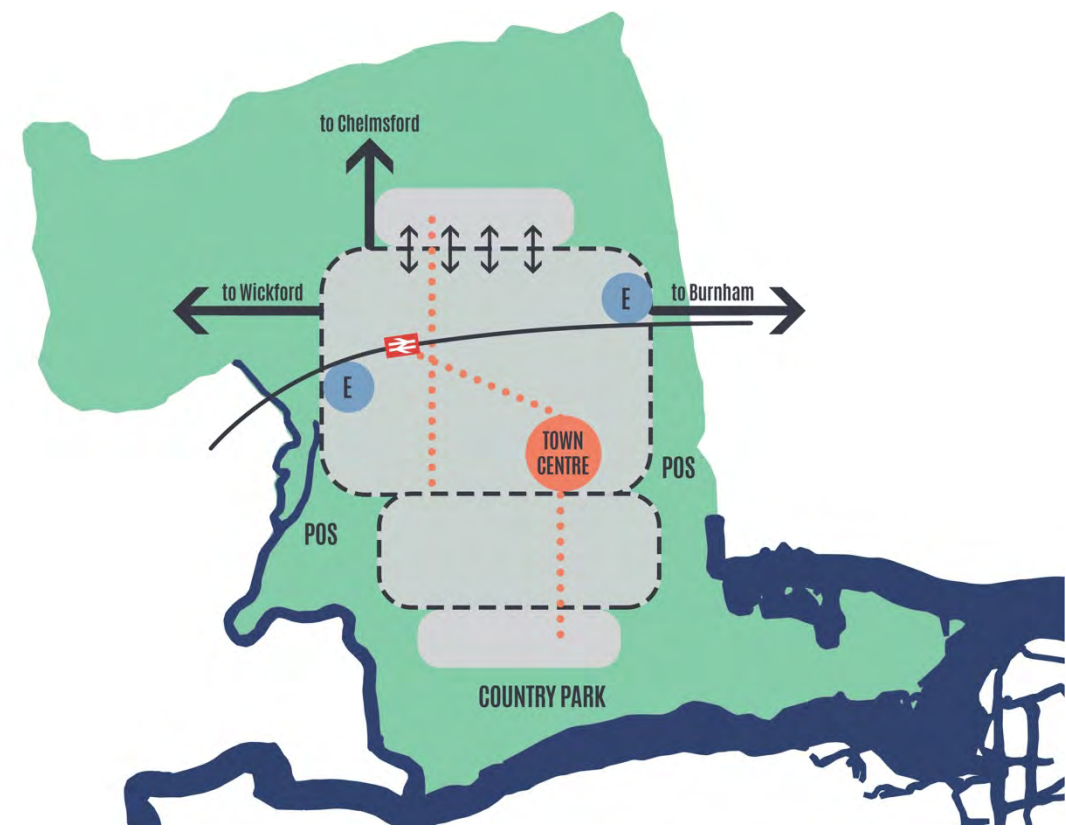 to Chelmsford
to Wickford
E
to Burnham
E
TOWN
CENTRE
POS
POS
COUNTRY PARK